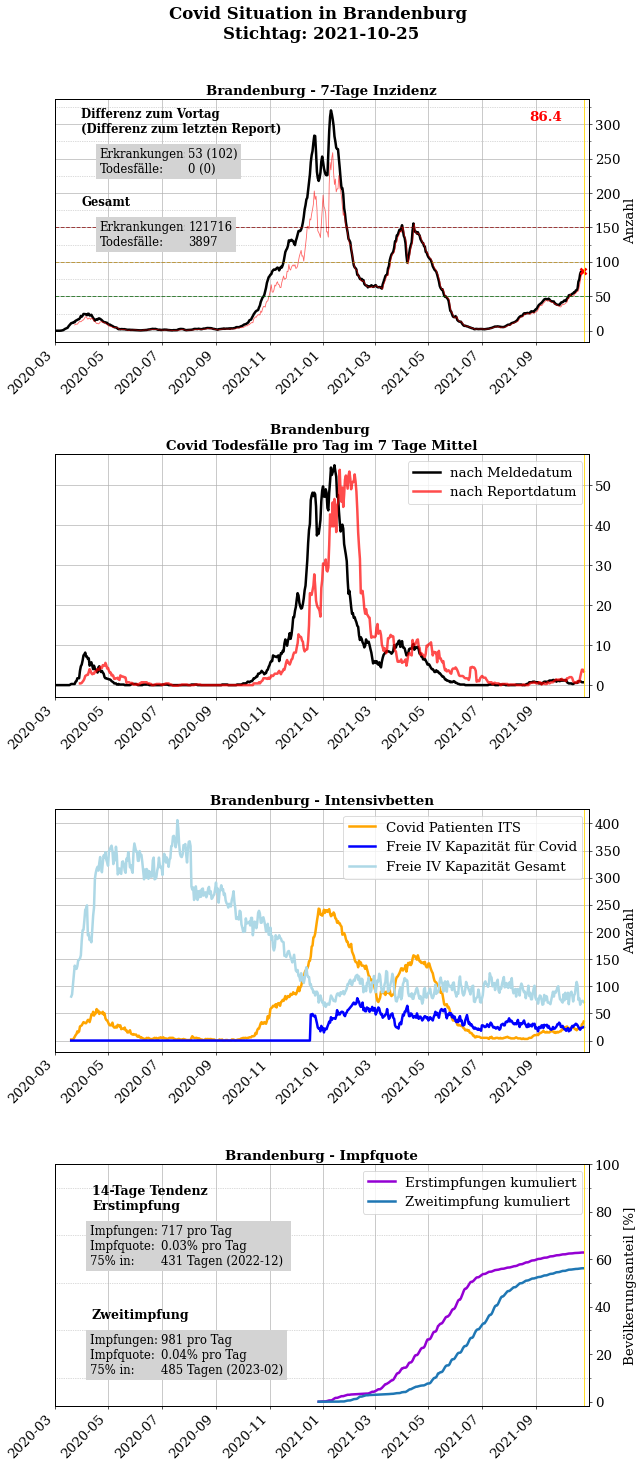 Covid Situation in Brandenburg
Stichtag: 2021-10-25
Brandenburg - 7-Tage Inzidenz
Differenz zum Vortag
(Differenz zum letzten Report)
Erkrankungen 53 (102)
Todesfälle: 0 (0)
Gesamt
Erkrankungen 121716
Todesfälle: 3897
86.4
300
250
200
150
100
50
0
Anzahl
2020-03
2020-05
2020-07
2020-09
2020-11
2021-01
2021-03
2021-05
2021-07
2021-09
Brandenburg
Covid Todesfälle pro Tag im 7 Tage Mittel
nach Meldedatum
nach Reportdatum
50
40
30
20
10
0
2020-03
2020-05
2020-07
2020-09
2020-11
2021-01
2021-03
2021-05
2021-07
2021-09
Brandenburg - Intensivbetten
Covid Patienten ITS
Freie IV Kapazität für Covid
Freie IV Kapazität Gesamt
400
350
300
250
200
150
100
50
0
Anzahl
2020-03
2020-05
2020-07
2020-09
2020-11
2021-01
2021-03
2021-05
2021-07
2021-09
Brandenburg - Impfquote
14-Tage Tendenz
Erstimpfung
Impfungen: 717 pro Tag
Impfquote: 0.03% pro Tag
75% in: 431 Tagen (2022-12)
Zweitimpfung
Impfungen: 981 pro Tag
Impfquote: 0.04% pro Tag
75% in: 485 Tagen (2023-02)
Erstimpfungen kumuliert
Zweitimpfung kumuliert
100
80
60
40
20
0
Bevölkerungsanteil [%]
2020-03
2020-05
2020-07
2020-09
2020-11
2021-01
2021-03
2021-05
2021-07
2021-09